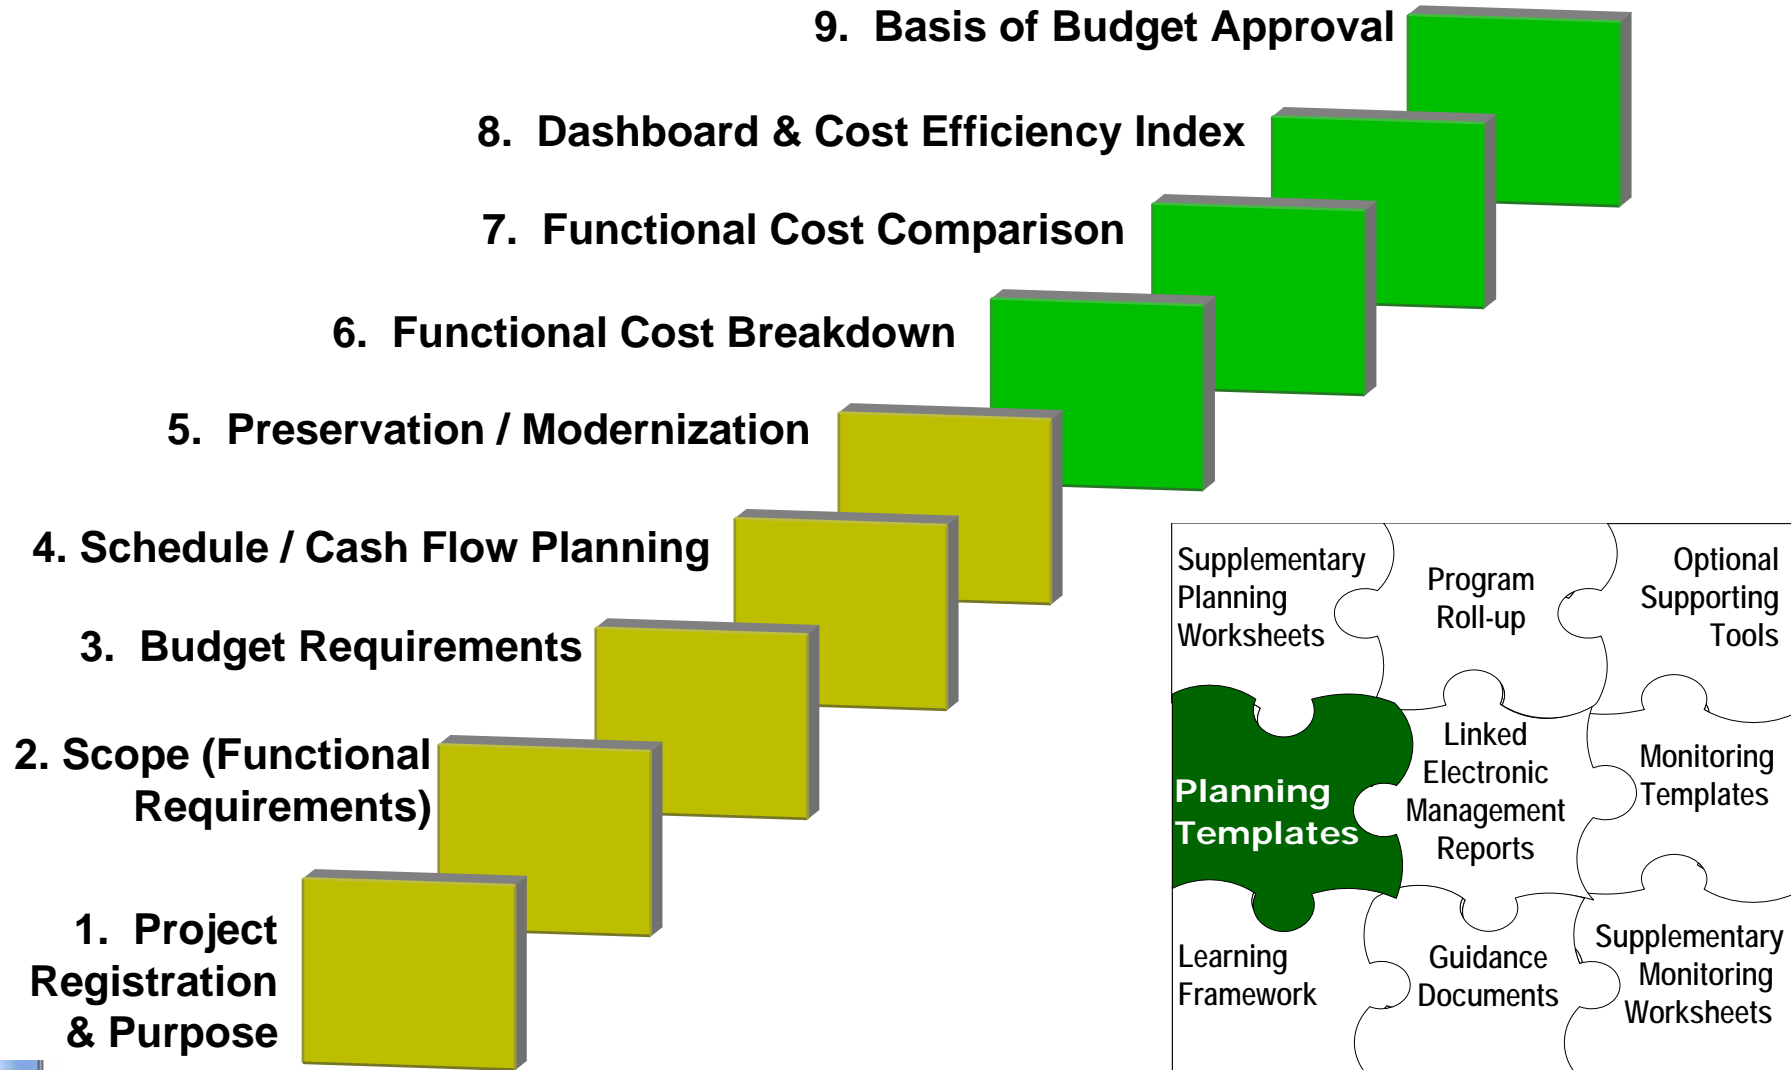 9. Basis of Budget Approval
8. Dashboard & Cost Efficiency Index
7. Functional Cost Comparison
6. Functional Cost Breakdown
5. Preservation / Modernization
4. Schedule / Cash Flow Planning
3. Budget Requirements
2. Scope (Functional
Requirements)
1. Project
Registration
& Purpose
Supplementary
Planning
Worksheets
Program
Roll-up
Optional
Supporting
Tools
Planning
Templates
Linked
Electronic
Management
Reports
Monitoring
Templates
Learning
Framework
Guidance
Documents
Supplementary
Monitoring
Worksheets